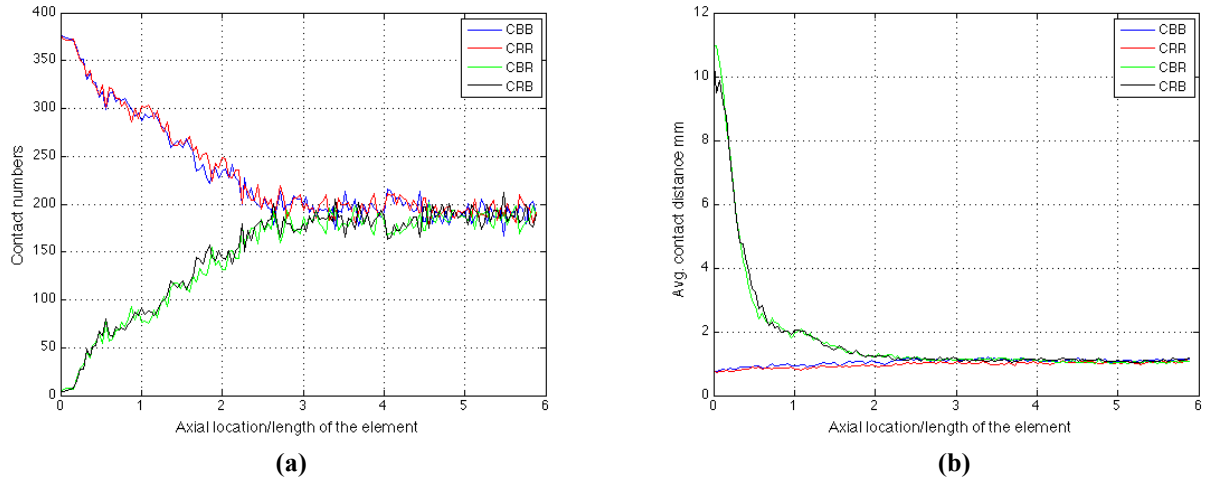 400
350
300
250
200
150
100
50
0
0 1 2 3 4 5 6
Contact numbers
Axial location/length of the element
CBB
CRR
CBR
CRB
(a)
12
10
8
6
4
2
0
0 1 2 3 4 5 6
Avg. contact distance mm
Axial location/length of the element
CBB
CRR
CBR
CRB
(b)